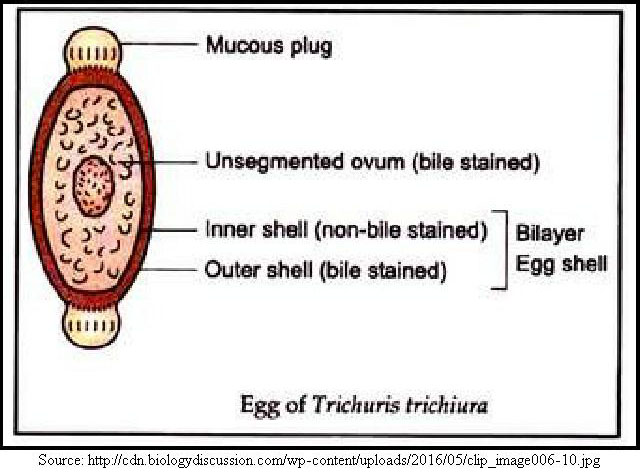 Mucous plug
Unsegmented ovum (bile stained)
Inner shell (non-bile stained)
Outer shell (bile stained)
Bilayer
Egg shell
Egg of Trichuris trichiura
Source: http://cdn.biologydiscussion.com/wp-content/uploads/2016/05/clip_image006-10.jpg